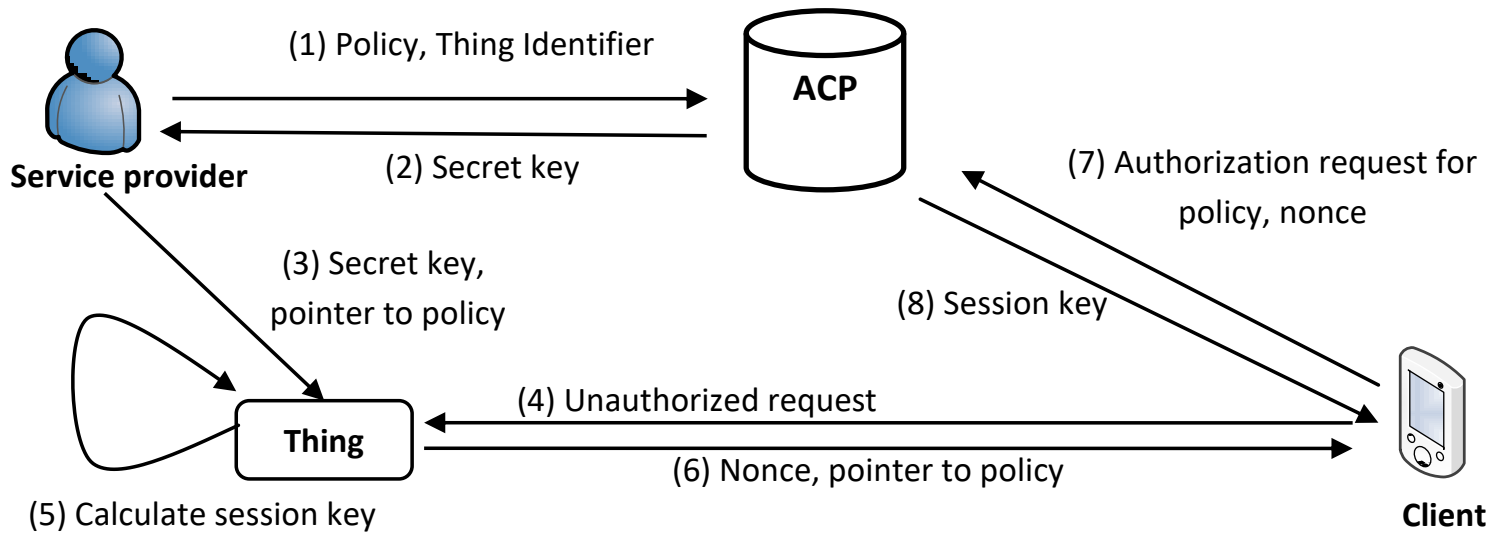 (1) Policy, Thing Identifier
ACP
(2) Secret key
Service provider
(7) Authorization request for
policy, nonce
(3) Secret key,
pointer to policy
(8) Session key
(4) Unauthorized request
Thing
(6) Nonce, pointer to policy
(5) Calculate session key
Client